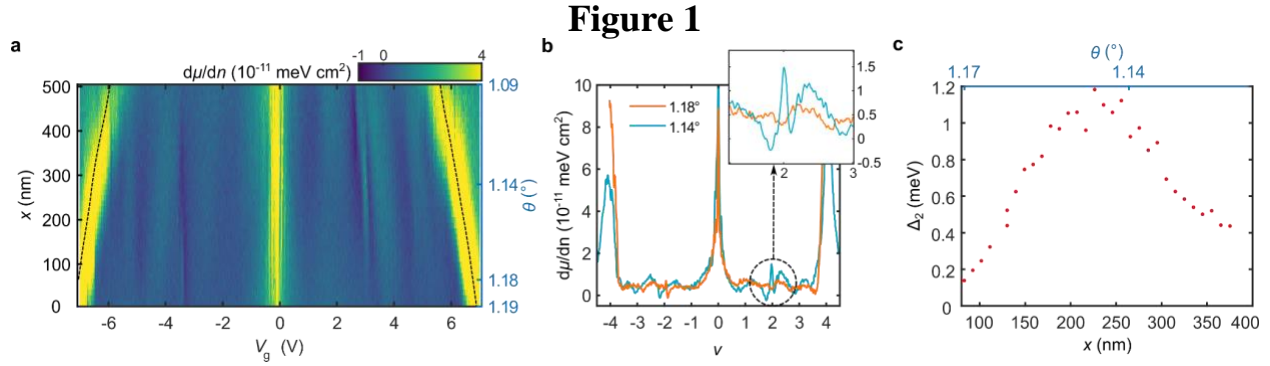 Figure 1
a
dμ/dn (10-11 meV cm2)
-1 0 4
x (nm)
500
400
300
200
100
0
-6 -4 -2 0 2 4 6
Vg (V)
1.09
1.14
1.18
1.19
θ (°)
b
dμ/dn (10-11 meV cm2)
10
8
6
4
2
0
1.18°
1.14°
-4 -3 -2 -1 0 1 2 3 4
ν
1.5
1
0.5
0
-0.5
2 3
c
θ (°)
1.17 1.14
Δ2 (meV)
1.2
1
0.8
0.6
0.4
0.2
0
100 150 200 250 300 350 400
x (nm)